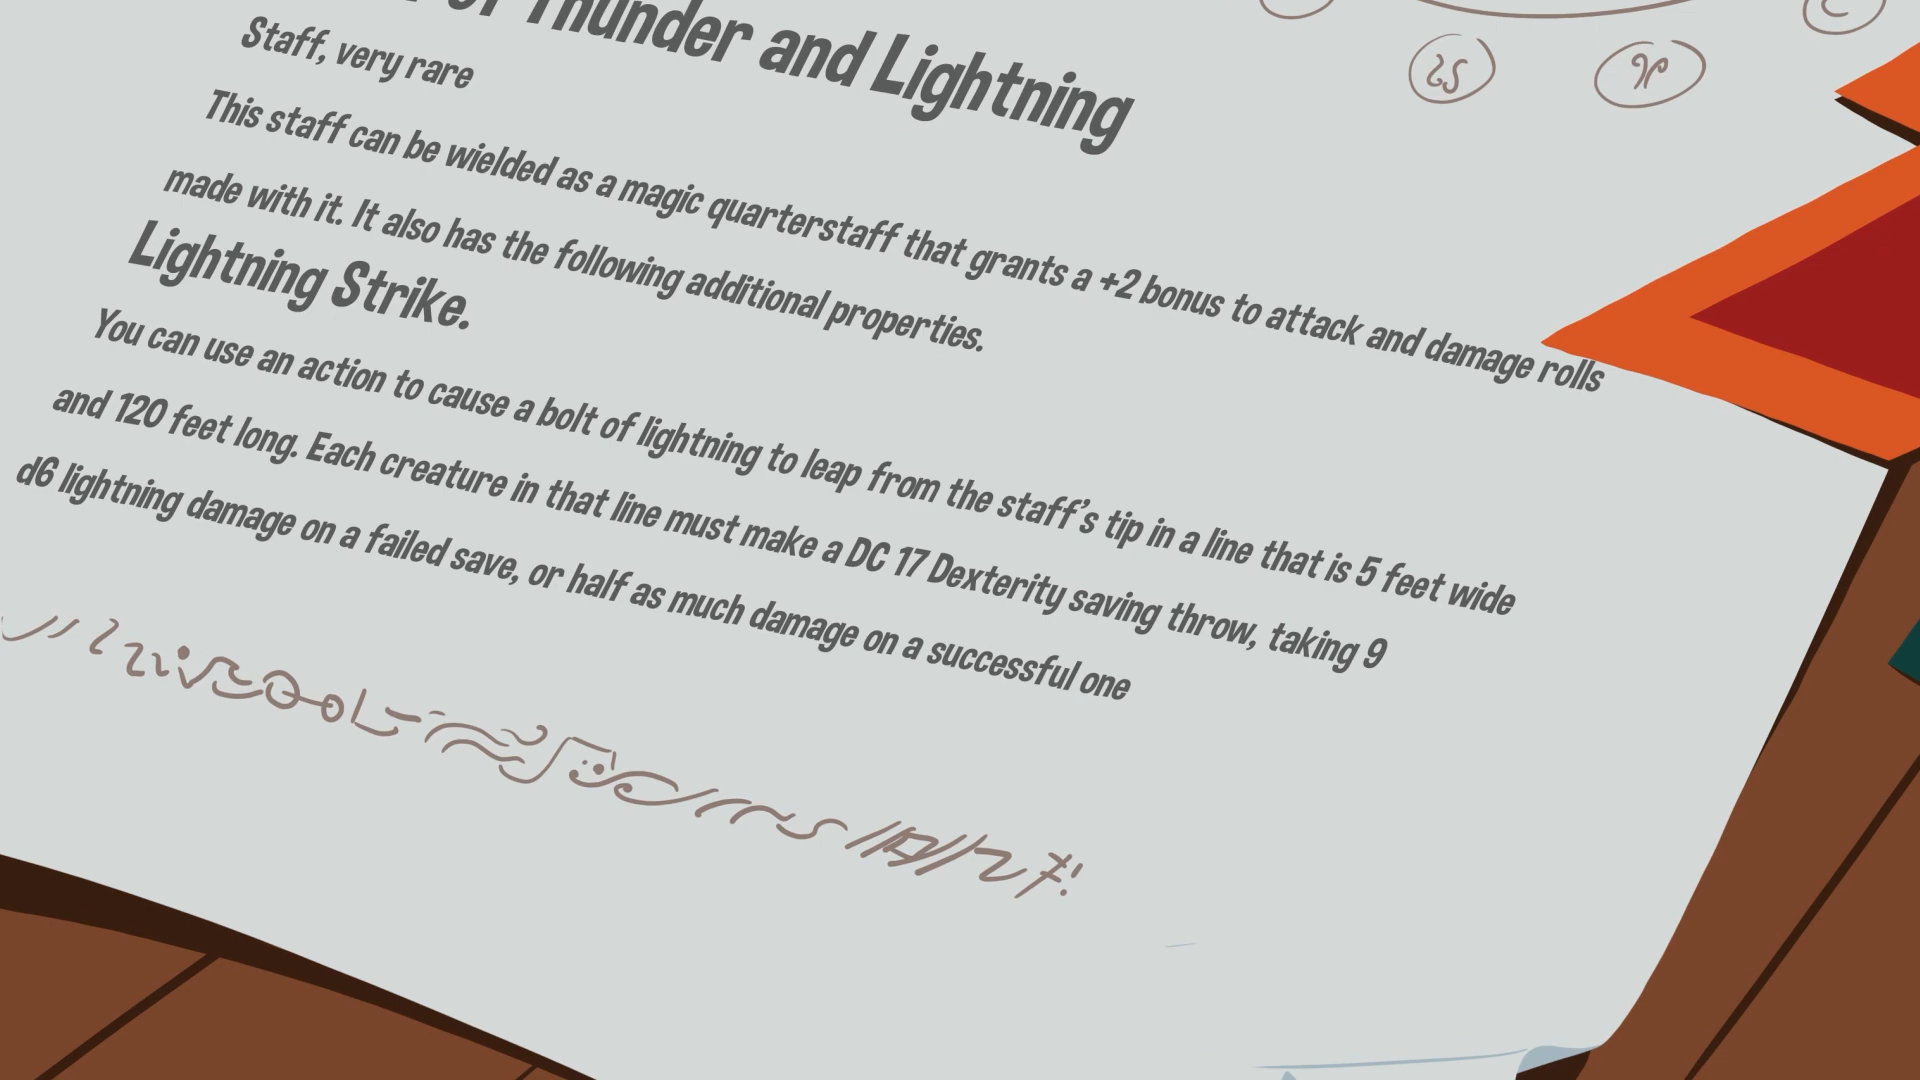 of Thunder and Lightning
Staff, very rare
This staff can be wielded as a magic quarterstaff that grants a +2 bonus to attack and damage rolls
made with it. It also has the following additional properties.
Lightning Strike.
You can use an action to cause a bolt of lightning to leap from the staff's tip in a line that is 5 feet wide
and 120 feet long. Each creature in that line must make a DC 17 Dexterity saving throw, taking 9
d6 lightning damage on a failed save, or half as much damage on a successful one